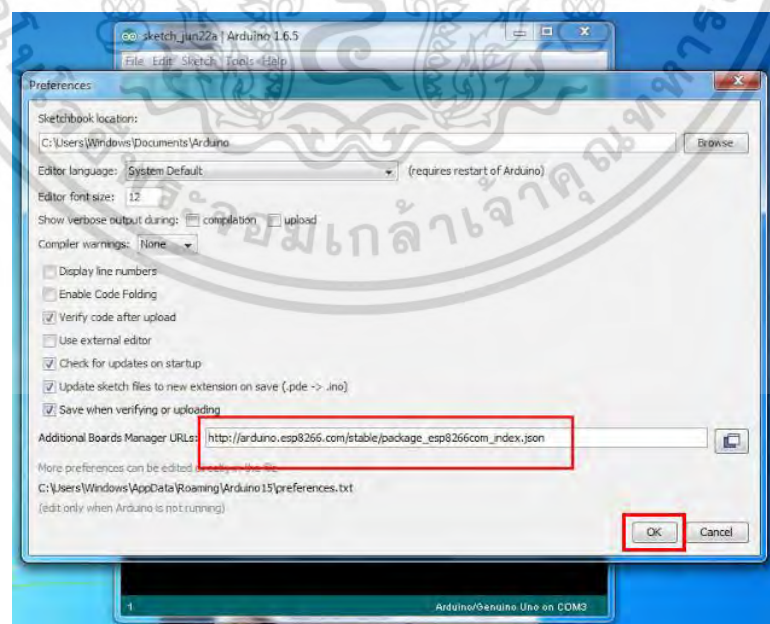 sketch_jun22a | Arduino 1.6.5
File Edit Sketch Tools Help
Preferences
Sketchbook location:
C:\Users\Windows\Documents\Arduino
Browse
Editor language: System Default (requires restart of Arduino)
Editor font size: 12
Show verbose output during: compilation upload
Compiler warnings: None
Display line numbers
Enable Code Folding
Verify code after upload
Use external editor
Check for updates on startup
Update sketch files to new extension on save (.pde -> .ino)
Save when verifying or uploading
Additional Boards Manager URLs: http://arduino.esp8266.com/stable/package_esp8266com_index.json
More preferences can be edited directly in the file
C:\Users\Windows\AppData\Roaming\Arduino15\preferences.txt
(edit only when Arduino is not running)
OK Cancel
1 Arduino/Genuino Uno on COM3